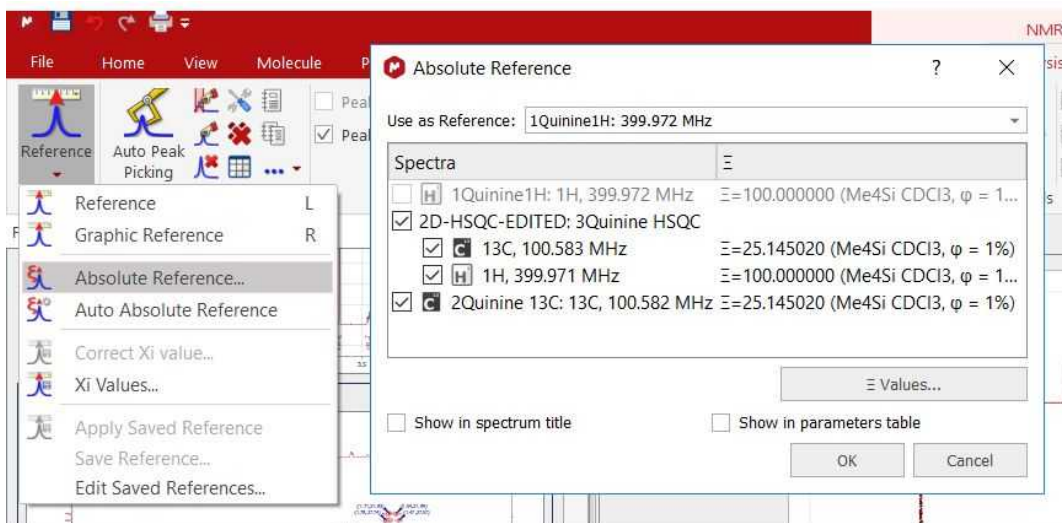 NMR
File Home View Molecule P
Reference
Auto Peak
Picking
Peal
Peal
sis
s
Reference L
Graphic Reference R
Absolute Reference...
Auto Absolute Reference
Correct Xi value...
Xi Values...
Apply Saved Reference
Save Reference...
Edit Saved References...
Absolute Reference ? ×
Use as Reference: 1Quinine1H: 399.972 MHz
Spectra Ξ
H 1Quinine1H: 1H, 399.972 MHz Ξ=100.000000 (Me4Si CDCl3, φ = 1...
2D-HSQC-EDITED: 3Quinine HSQC
C 13C, 100.583 MHz Ξ=25.145020 (Me4Si CDCl3, φ = 1%)
H 1H, 399.971 MHz Ξ=100.000000 (Me4Si CDCl3, φ = 1...
C 2Quinine 13C: 13C, 100.582 MHz Ξ=25.145020 (Me4Si CDCl3, φ = 1%)
Ξ Values...
Show in spectrum title Show in parameters table
OK Cancel